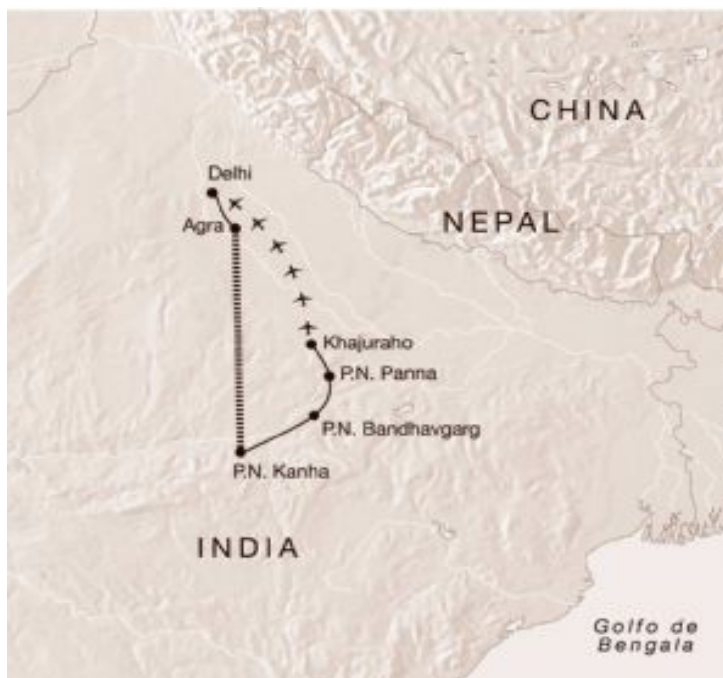 CHINA
Delhi
NEPAL
Agra
Khajuraho
P.N. Panna
P.N. Bandhavgarg
P.N. Kanha
INDIA
Golfo de
Bengala